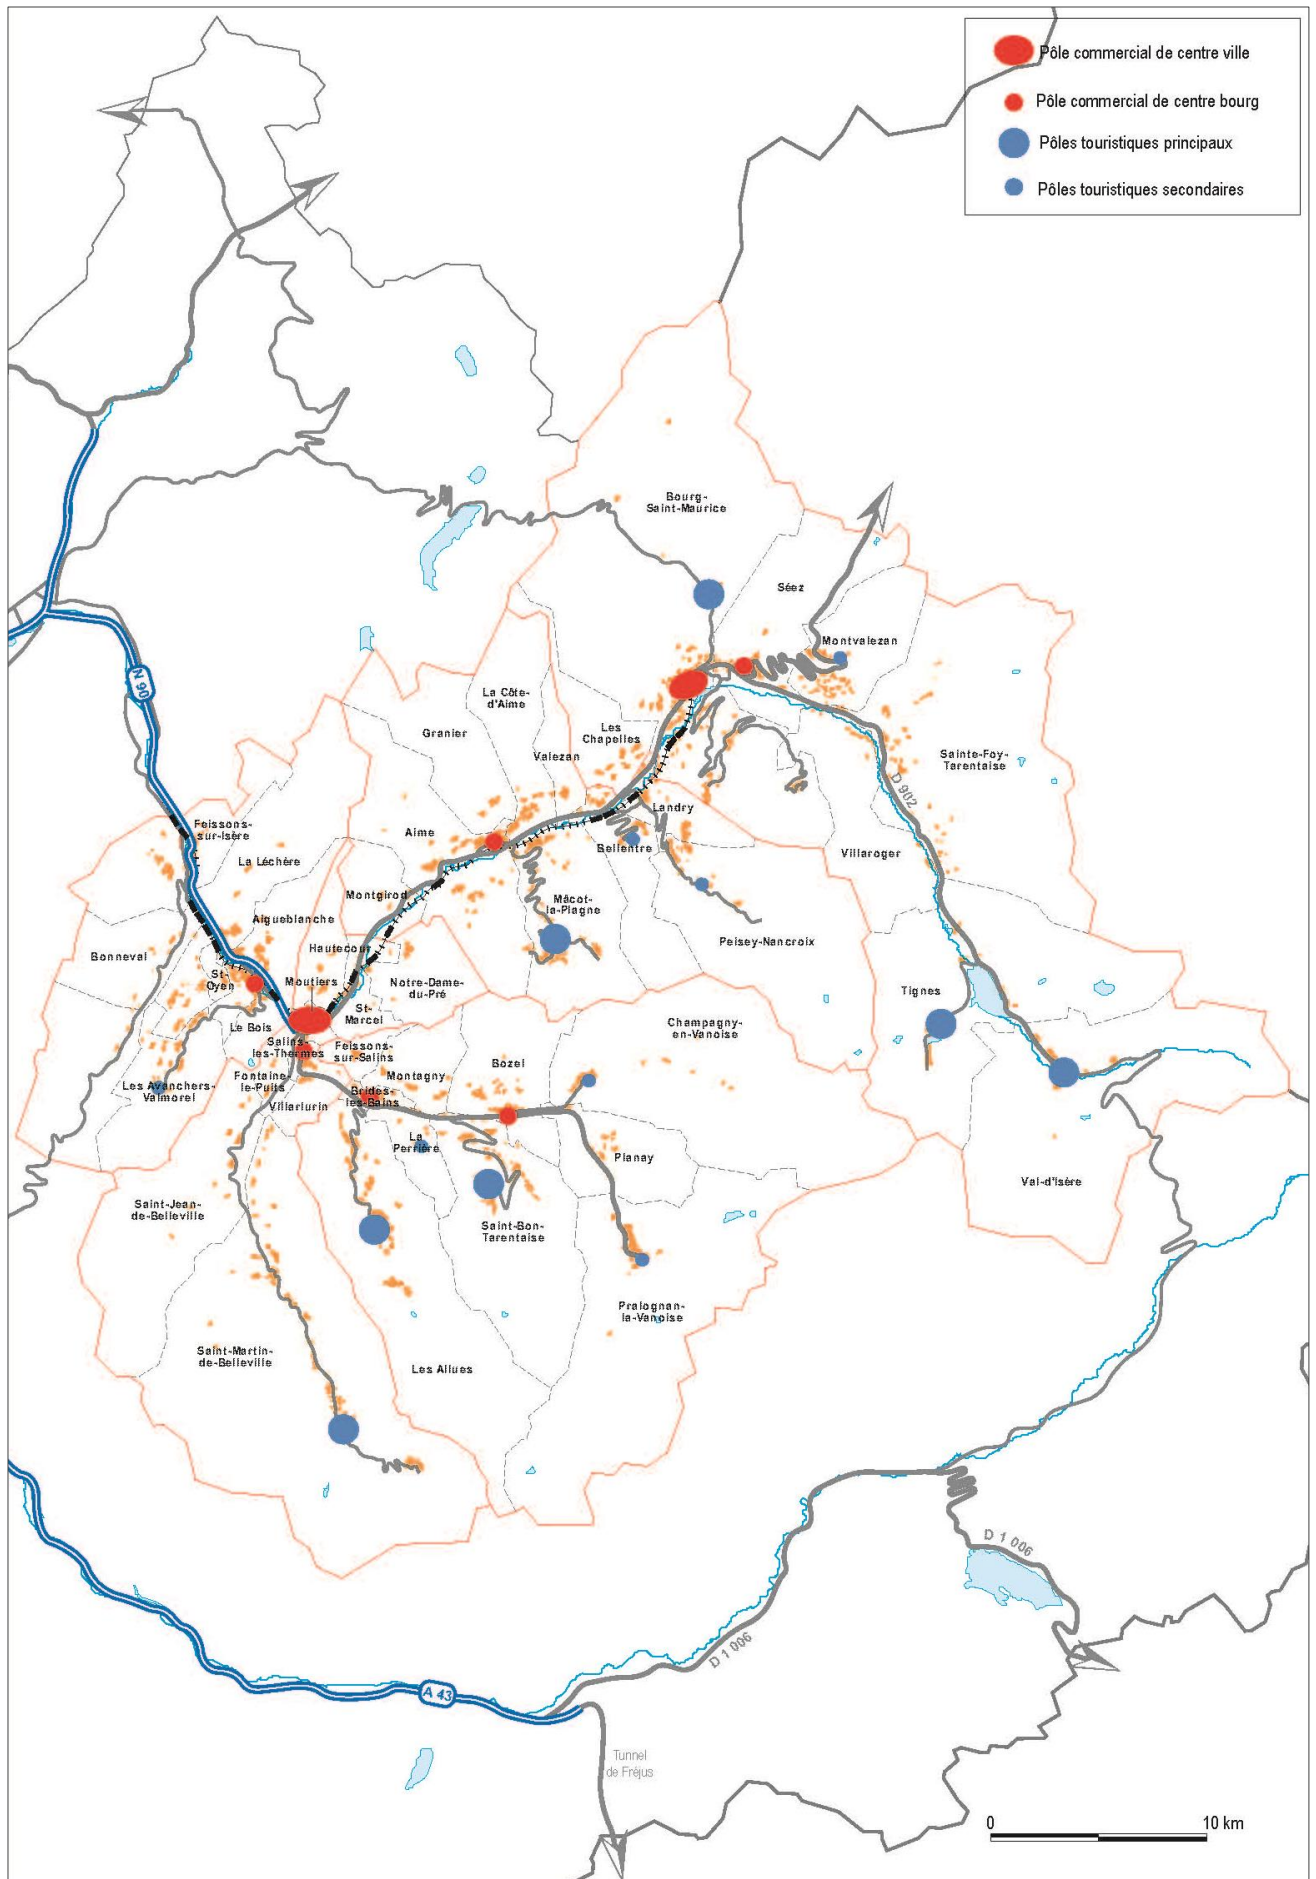 Pôle commercial de centre ville
Pôle commercial de centre bourg
Pôles touristiques principaux
Pôles touristiques secondaires
Bourg-
Saint-Maurice
Séez
Montvalezan
N 90
La Côte-
d'Aime
Granier
Les
Chapelles
Valezan
Sainte-Foy-
Tarentaise
D 902
Landry
Feissons-
sur-Isère
Aime
Bellentre
La Léchère
Villaroger
Montgirod
Mâcot-
la-Plagne
Aigueblanche
Hautecour
Peisey-Nancroix
Bonneval
St-
Oyen
Moutiers
Notre-Dame-
du-Pré
Tignes
St-
Marcel
Le Bois
Champagny-
en-Vanoise
Salins-
les-Thermes
Feissons-
sur-Salins
Bozel
Fontaine-
le-Puits
Montagny
Les Avanchers-
Valmorel
Brides-
les-Bains
Villarlurin
La
Perrière
Planay
Val-d'Isère
Saint-Jean-
de-Belleville
Saint-Bon-
Tarentaise
Pralognan-
la-Vanoise
Saint-Martin-
de-Belleville
Les Allues
D 1 006
D 1 006
A 43
Tunnel
de Fréjus
0 10 km